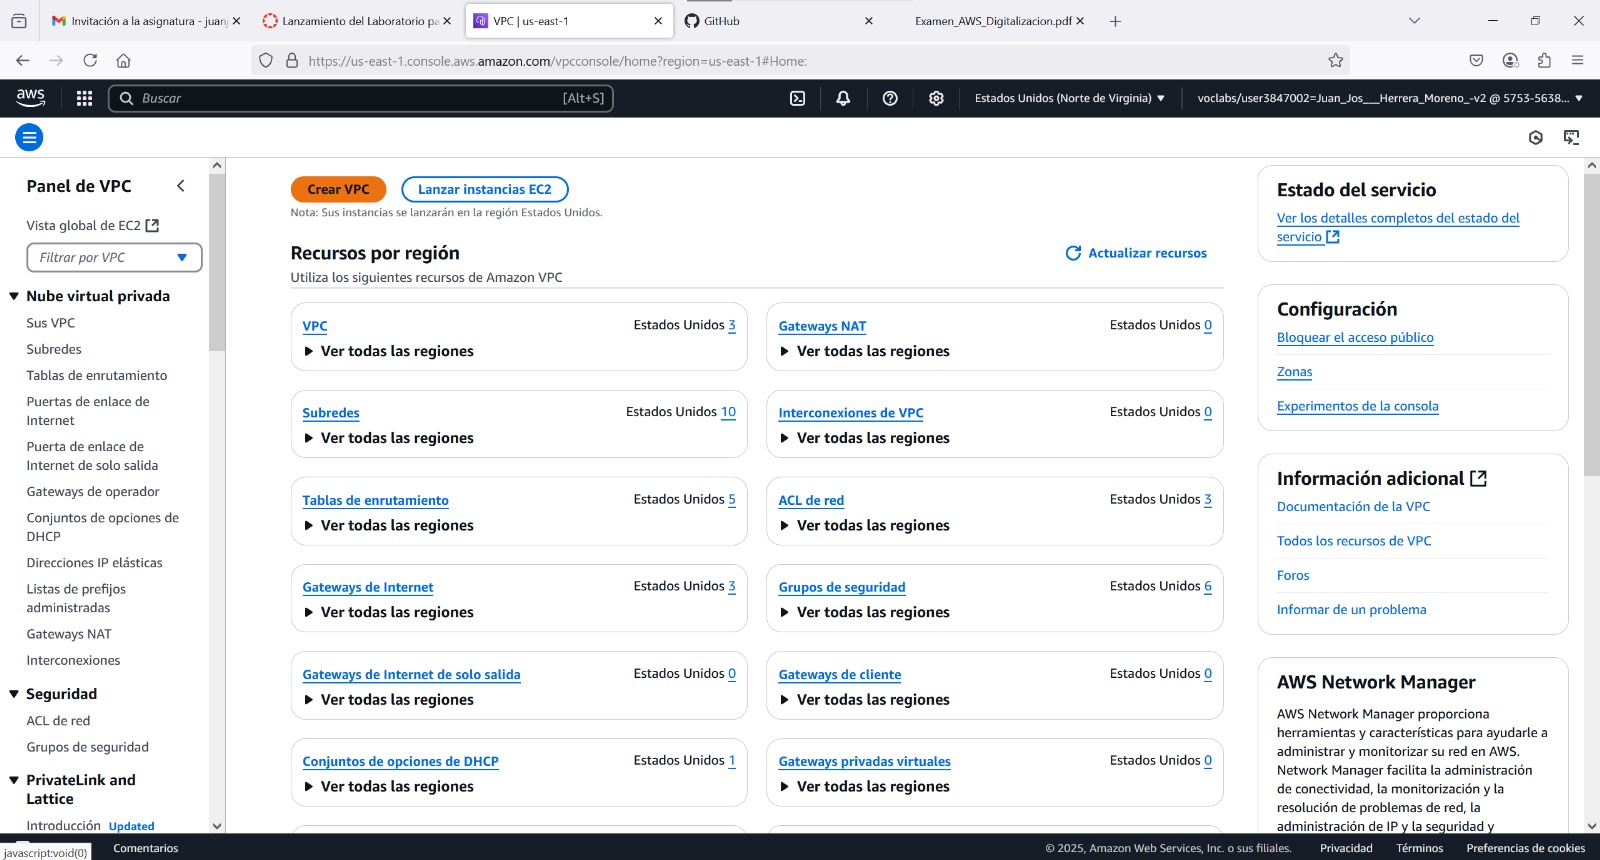 Invitación a la asignatura - juanj
Lanzamiento del Laboratorio pa
VPC | us-east-1
GitHub
Examen_AWS_Digitalizacion.pdf
https://us-east-1.console.aws.amazon.com/vpcconsole/home?region=us-east-1#Home:
aws
Buscar
[Alt+S]
Estados Unidos (Norte de Virginia)
voclabs/user3847002=Juan_Jos___Herrera_Moreno_-v2 @ 5753-5638...
Panel de VPC
Vista global de EC2
Filtrar por VPC
Nube virtual privada
Sus VPC
Subredes
Tablas de enrutamiento
Puertas de enlace de
Internet
Puerta de enlace de
Internet de solo salida
Gateways de operador
Conjuntos de opciones de
DHCP
Direcciones IP elásticas
Listas de prefijos
administradas
Gateways NAT
Interconexiones
Seguridad
ACL de red
Grupos de seguridad
PrivateLink and
Lattice
Introducción Updated
Crear VPC
Lanzar instancias EC2
Nota: Sus instancias se lanzarán en la región Estados Unidos.
Recursos por región
Actualizar recursos
Utiliza los siguientes recursos de Amazon VPC
VPC Estados Unidos 3
Ver todas las regiones
Gateways NAT Estados Unidos 0
Ver todas las regiones
Subredes Estados Unidos 10
Ver todas las regiones
Interconexiones de VPC Estados Unidos 0
Ver todas las regiones
Tablas de enrutamiento Estados Unidos 5
Ver todas las regiones
ACL de red Estados Unidos 3
Ver todas las regiones
Gateways de Internet Estados Unidos 3
Ver todas las regiones
Grupos de seguridad Estados Unidos 6
Ver todas las regiones
Gateways de Internet de solo salida Estados Unidos 0
Ver todas las regiones
Gateways de cliente Estados Unidos 0
Ver todas las regiones
Conjuntos de opciones de DHCP Estados Unidos 1
Ver todas las regiones
Gateways privadas virtuales Estados Unidos 0
Ver todas las regiones
Estado del servicio
Ver los detalles completos del estado del
servicio
Configuración
Bloquear el acceso público
Zonas
Experimentos de la consola
Información adicional
Documentación de la VPC
Todos los recursos de VPC
Foros
Informar de un problema
AWS Network Manager
AWS Network Manager proporciona
herramientas y características para ayudarle a
administrar y monitorizar su red en AWS.
Network Manager facilita la administración
de conectividad, la monitorización y la
resolución de problemas de red, la
administración de IP y la seguridad y
javascript:void(0)
Comentarios
© 2025, Amazon Web Services, Inc. o sus filiales.
Privacidad
Términos
Preferencias de cookies